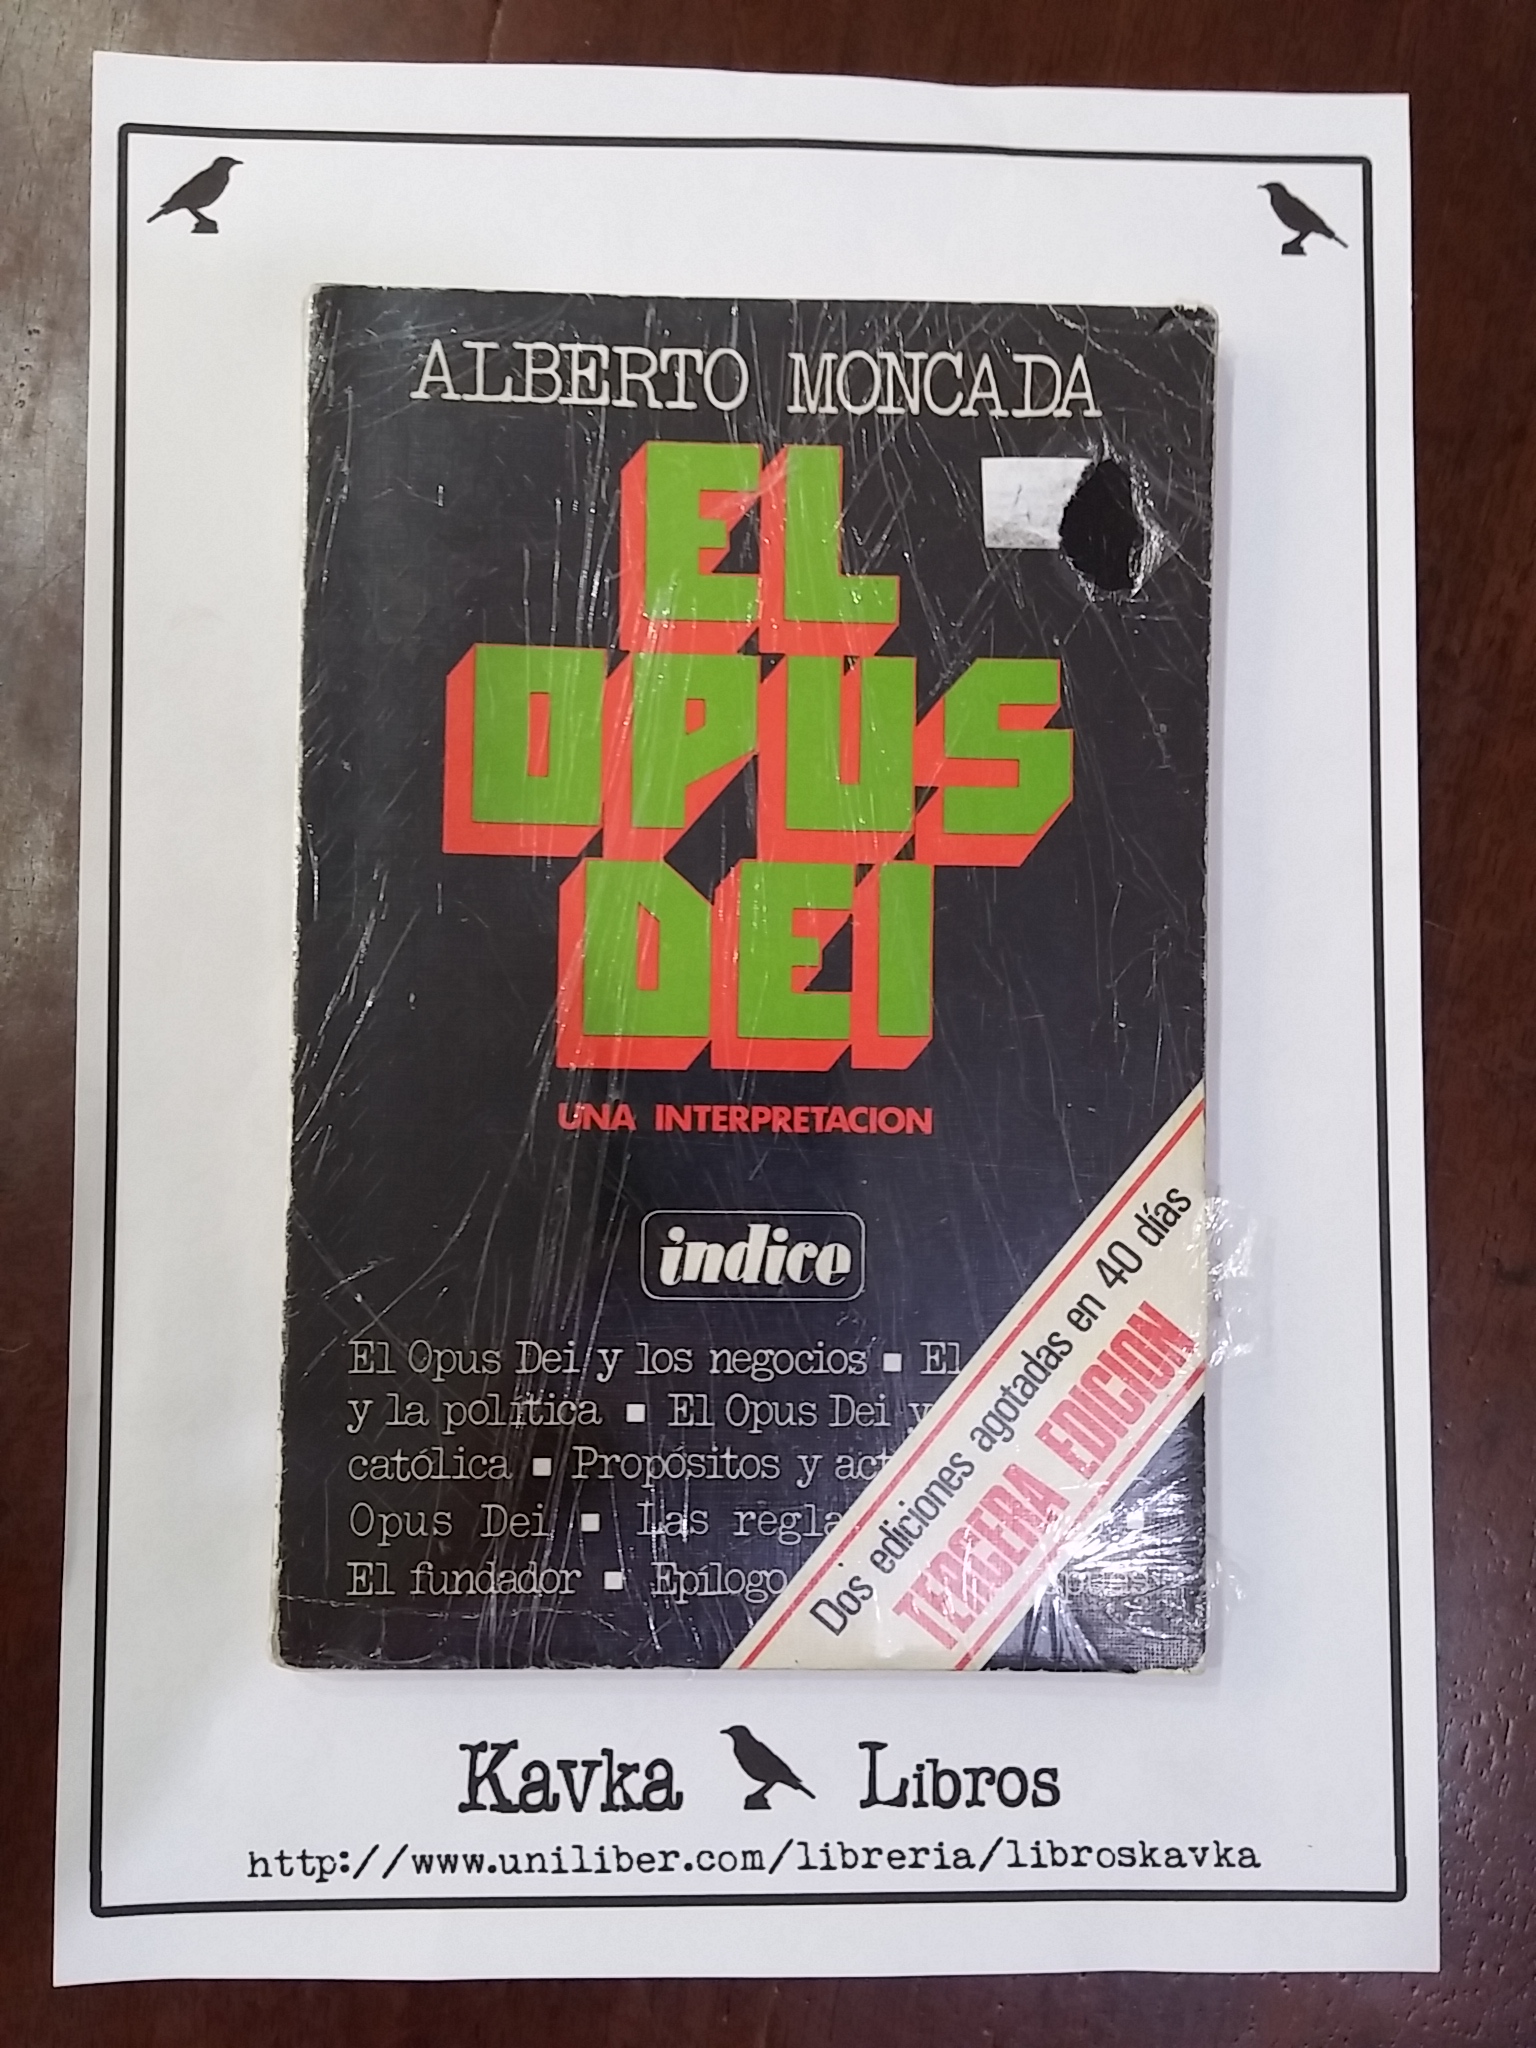 ALBERTO MONCADA
EL
OPUS
DEI
UNA INTERPRETACION
indice
El Opus Dei y los negocios ▪ El
y la política ▪ El Opus Dei y
católica ▪ Propósitos y act
Opus Dei ▪ Las regla
El fundador ▪ Epílogo
Dos ediciones agotadas en 40 días
TERCERA EDICION
Kavka Libros
http://www.uniliber.com/libreria/libroskavka